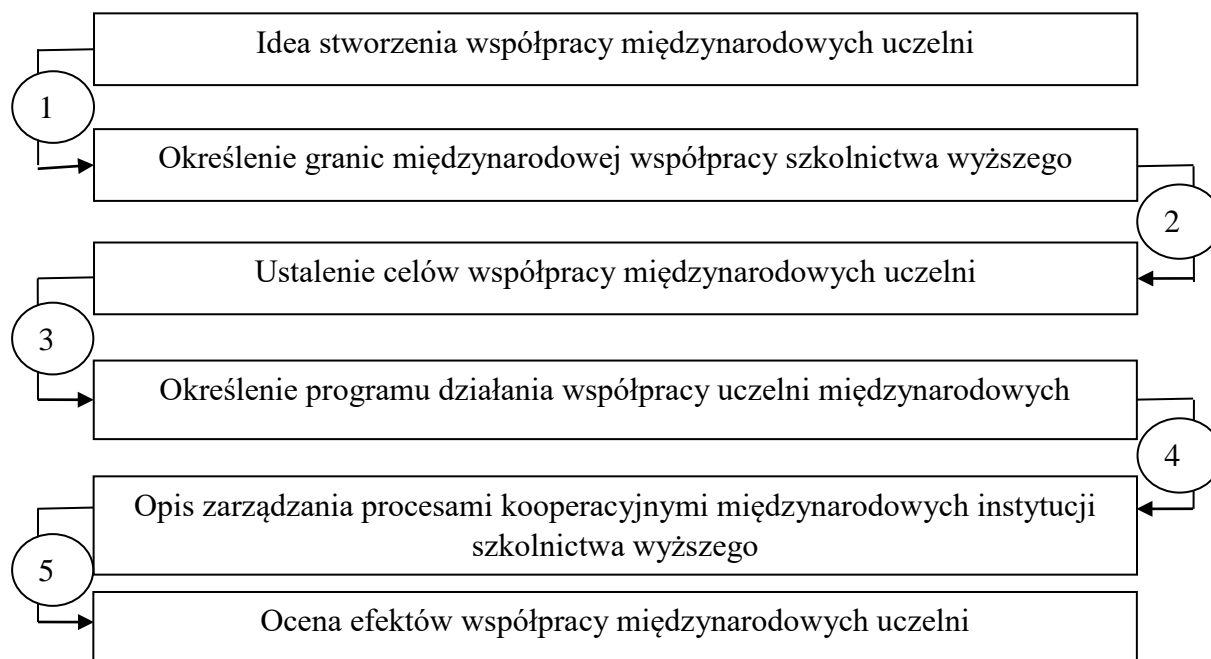 Idea stworzenia współpracy międzynarodowych uczelni
1
Określenie granic międzynarodowej współpracy szkolnictwa wyższego
2
Ustalenie celów współpracy międzynarodowych uczelni
3
Określenie programu działania współpracy uczelni międzynarodowych
4
Opis zarządzania procesami kooperacyjnymi międzynarodowych instytucji
szkolnictwa wyższego
5
Ocena efektów współpracy międzynarodowych uczelni